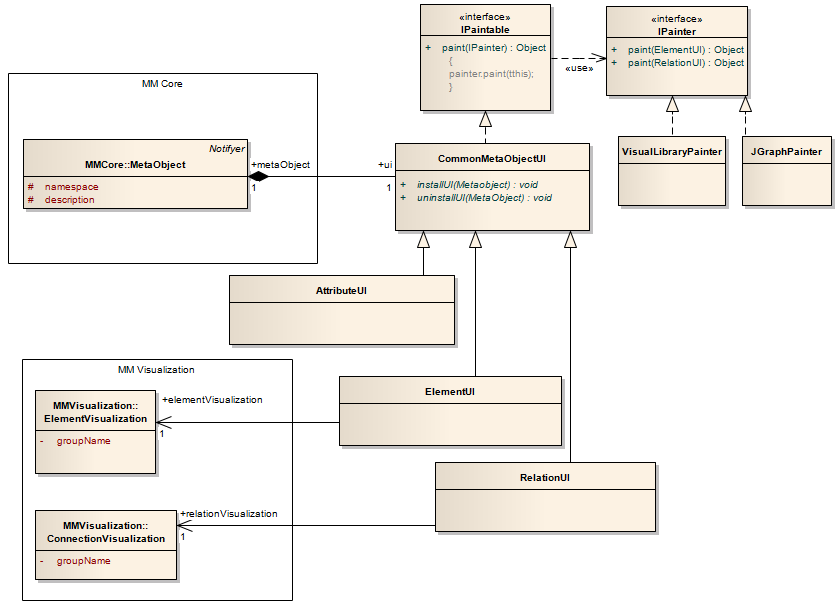 «interface»
IPaintable
+ paint(IPainter) : Object
{
painter.paint(tthis);
}
«use»
«interface»
IPainter
+ paint(ElementUI) : Object
+ paint(RelationUI) : Object
MM Core
Notifyer
MMCore::MetaObject
# namespace
# description
+metaObject
1
+ui
1
CommonMetaObjectUI
+ installUI(Metaobject) : void
+ uninstallUI(MetaObject) : void
VisualLibraryPainter
JGraphPainter
AttributeUI
MM Visualization
MMVisualization::
ElementVisualization
- groupName
+elementVisualization
1
ElementUI
RelationUI
MMVisualization::
ConnectionVisualization
- groupName
+relationVisualization
1